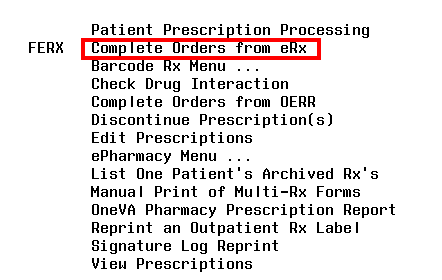 Patient Prescription Processing
FERX Complete Orders from eRx
Barcode Rx Menu ...
Check Drug Interaction
Complete Orders from OERR
Discontinue Prescription(s)
Edit Prescriptions
ePharmacy Menu ...
List One Patient's Archived Rx's
Manual Print of Multi-Rx Forms
OneVA Pharmacy Prescription Report
Reprint an Outpatient Rx Label
Signature Log Reprint
View Prescriptions